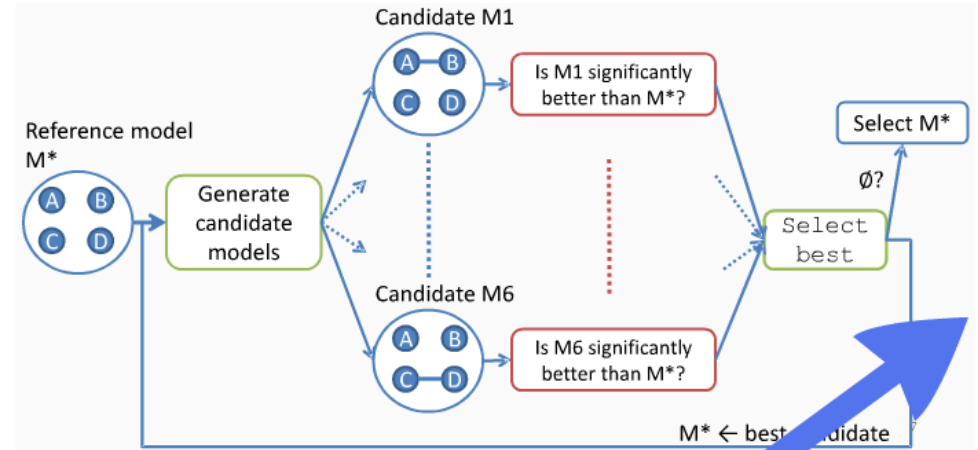 Candidate M1
A B
C D
Is M1 significantly
better than M*?
Reference model
M*
A B
C D
Generate
candidate
models
Select M*
Ø?
Select
best
Candidate M6
A B
C D
Is M6 significantly
better than M*?
M* ← best